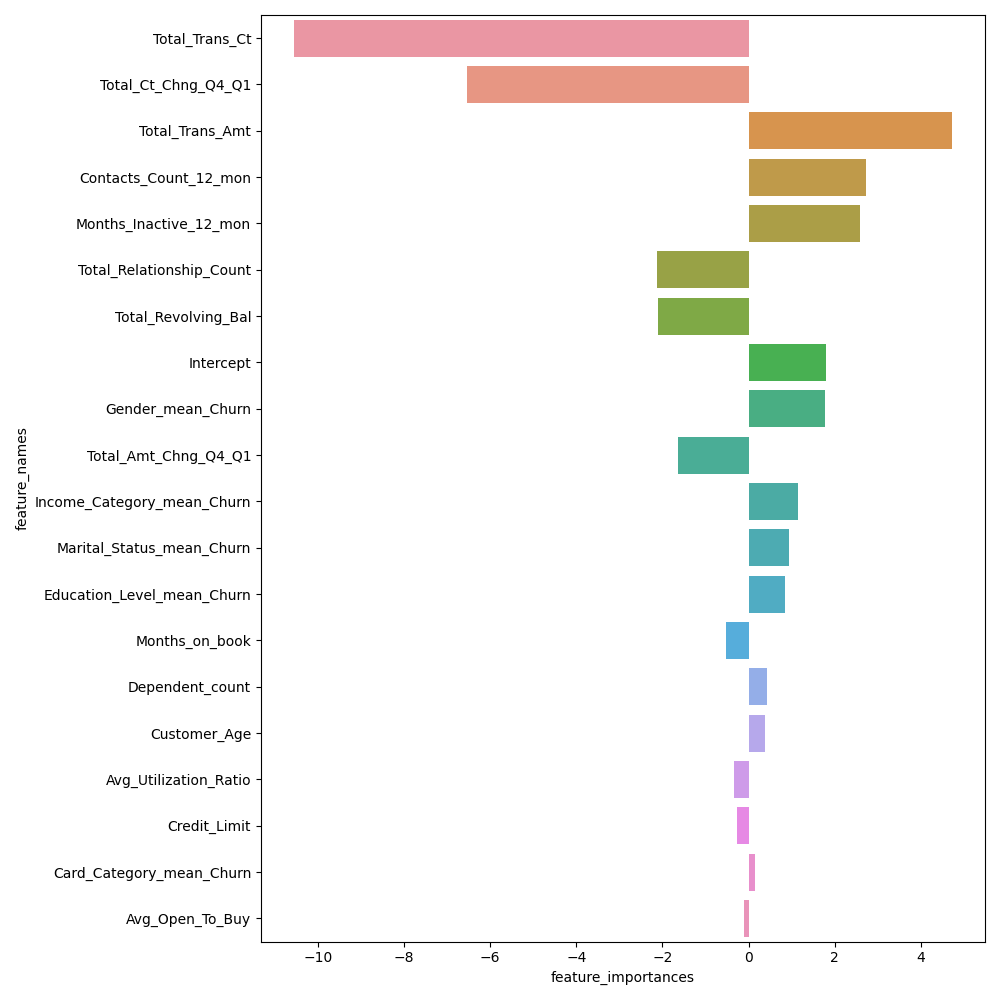 Total_Trans_Ct
Total_Ct_Chng_Q4_Q1
Total_Trans_Amt
Contacts_Count_12_mon
Months_Inactive_12_mon
Total_Relationship_Count
Total_Revolving_Bal
Intercept
Gender_mean_Churn
Total_Amt_Chng_Q4_Q1
Income_Category_mean_Churn
Marital_Status_mean_Churn
Education_Level_mean_Churn
Months_on_book
Dependent_count
Customer_Age
Avg_Utilization_Ratio
Credit_Limit
Card_Category_mean_Churn
Avg_Open_To_Buy
feature_names
−10 −8 −6 −4 −2 0 2 4
feature_importances